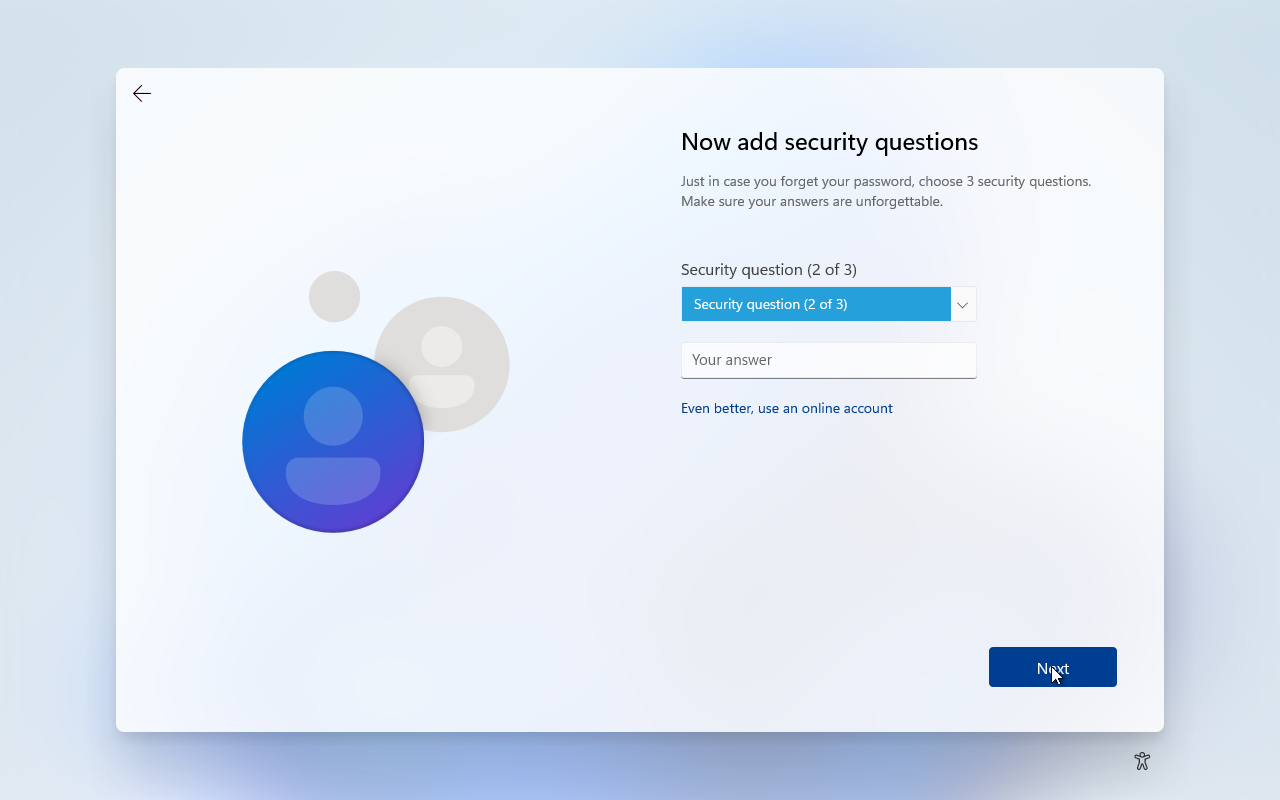 Now add security questions
Just in case you forget your password, choose 3 security questions.
Make sure your answers are unforgettable.
Security question (2 of 3)
Security question (2 of 3)
Your answer
Even better, use an online account
Next